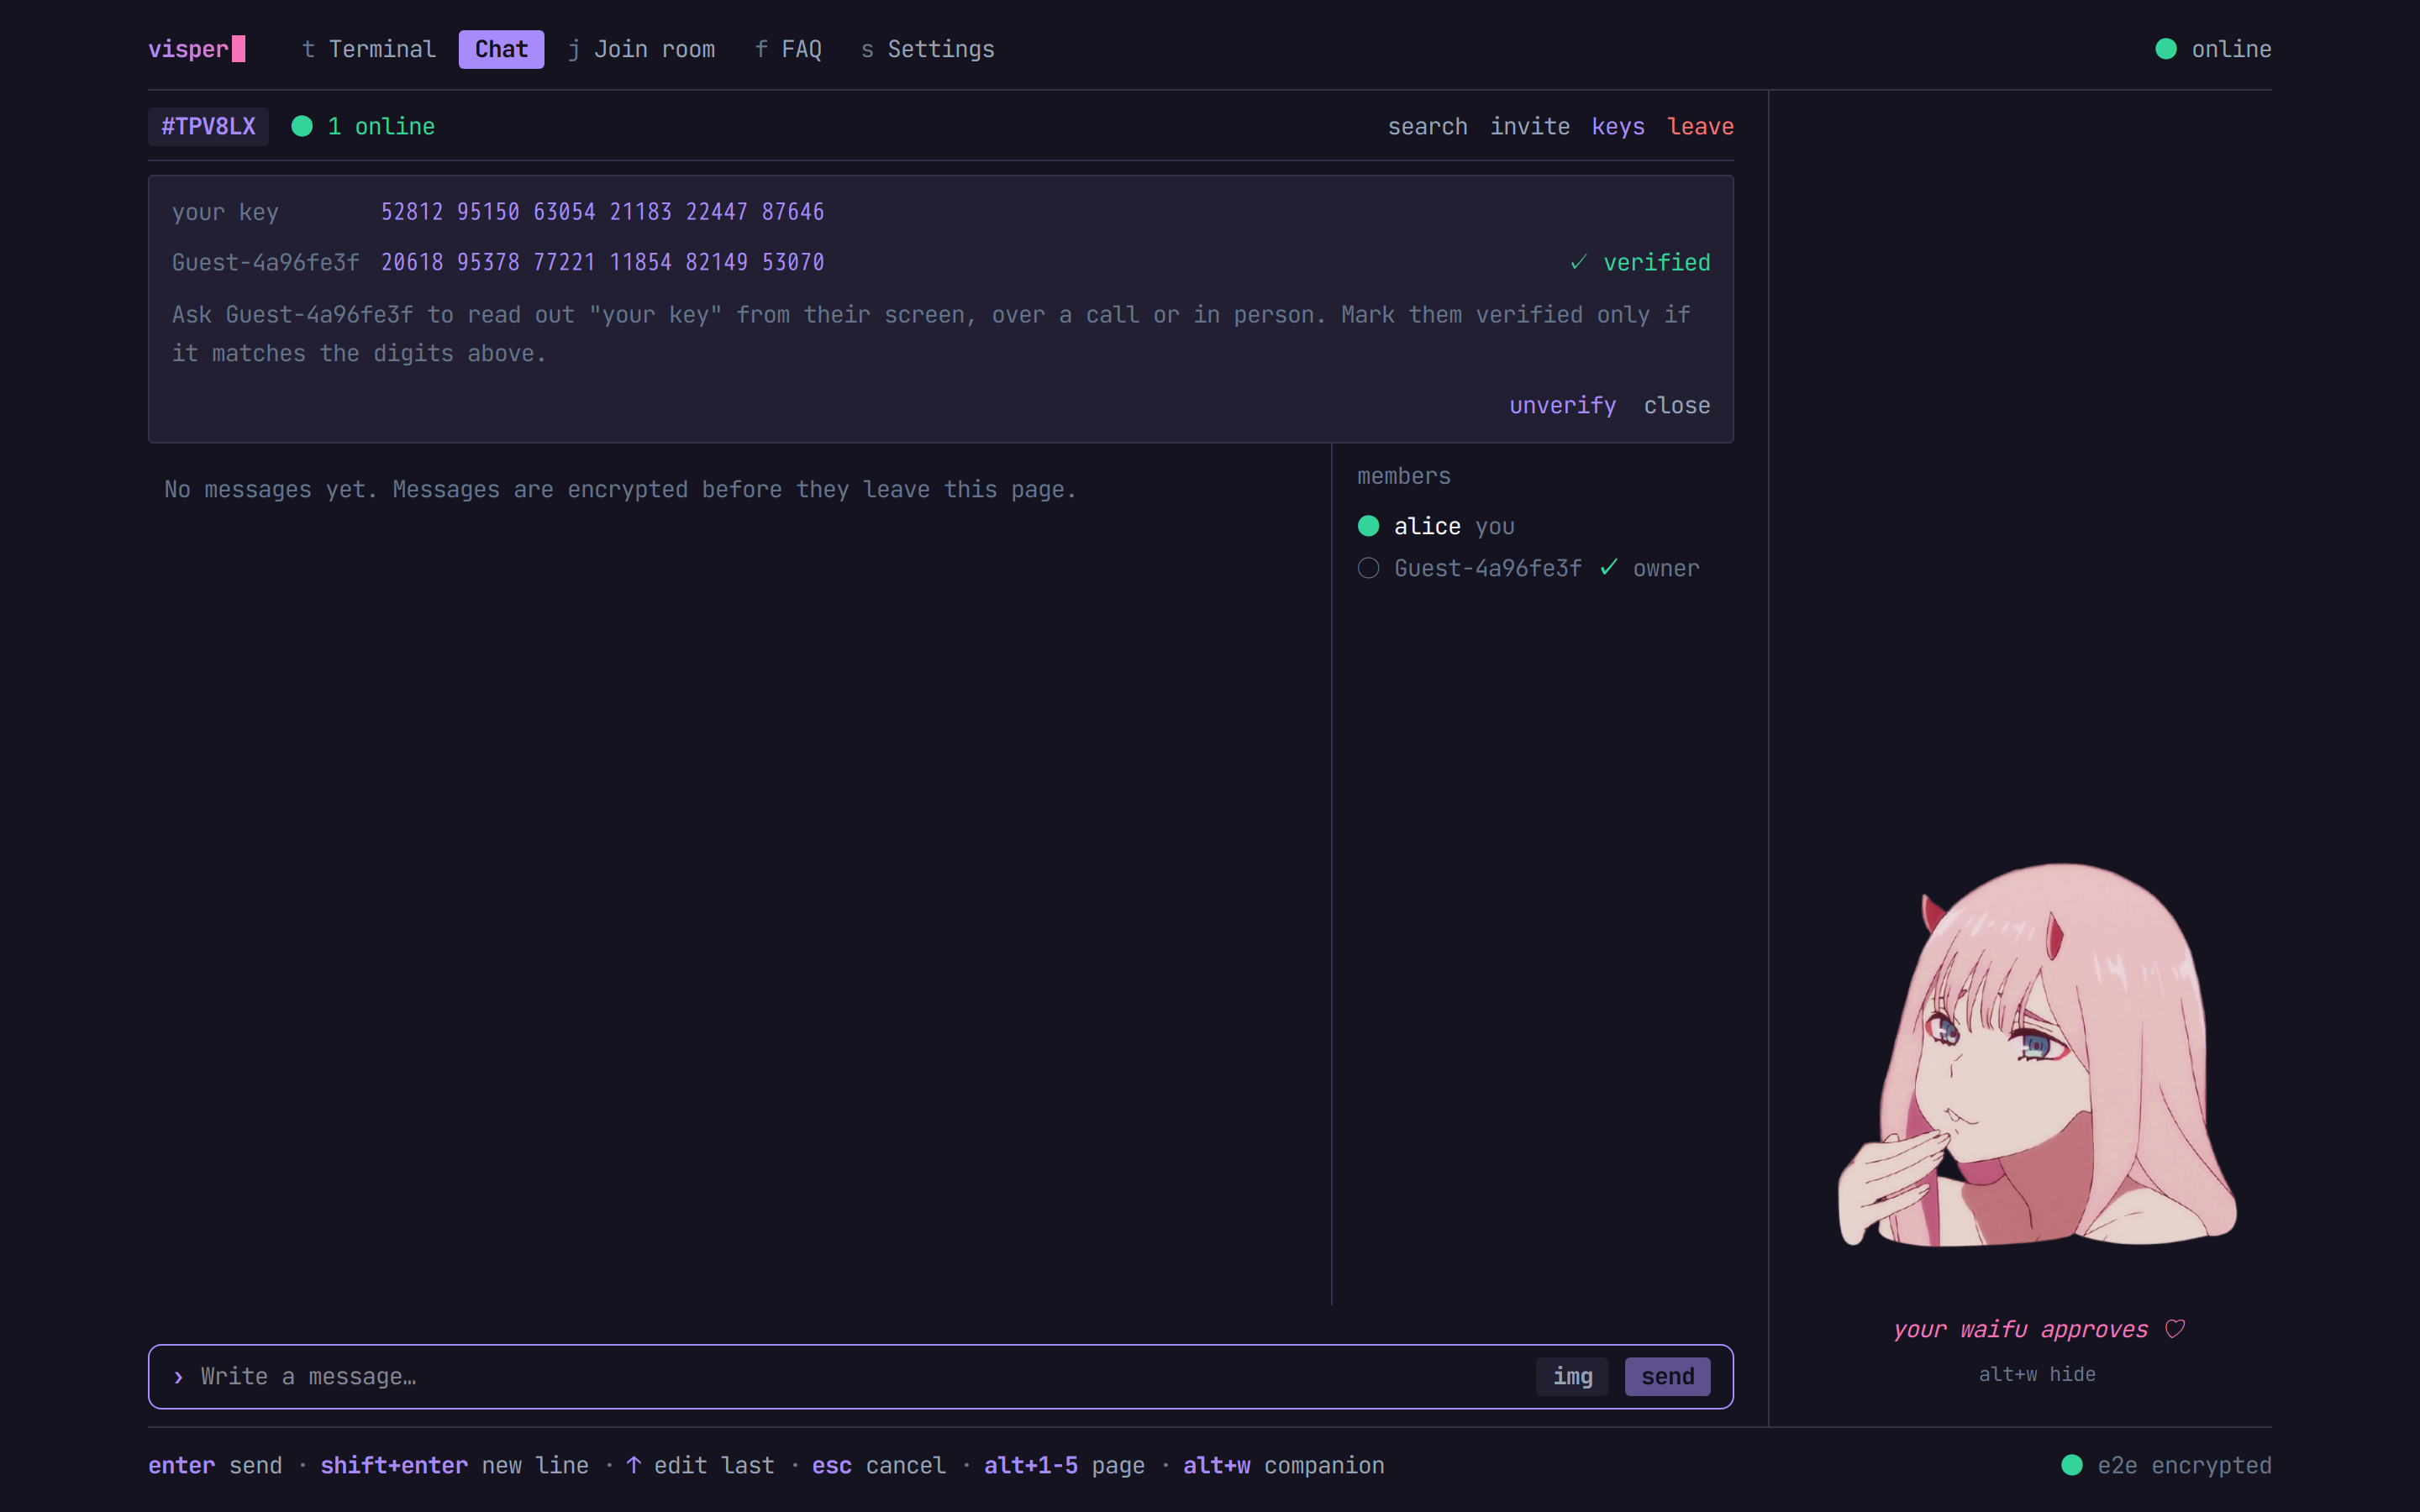 visper t Terminal Chat j Join room f FAQ s Settings online
#TPV8LX 1 online search invite keys leave
your key 52812 95150 63054 21183 22447 87646
Guest-4a96fe3f 20618 95378 77221 11854 82149 53070 ✓ verified
Ask Guest-4a96fe3f to read out "your key" from their screen, over a call or in person. Mark them verified only if
it matches the digits above.
unverify close
No messages yet. Messages are encrypted before they leave this page.
members
alice you
Guest-4a96fe3f ✓ owner
your waifu approves ♡
alt+w hide
› Write a message… img send
enter send · shift+enter new line · ↑ edit last · esc cancel · alt+1-5 page · alt+w companion e2e encrypted